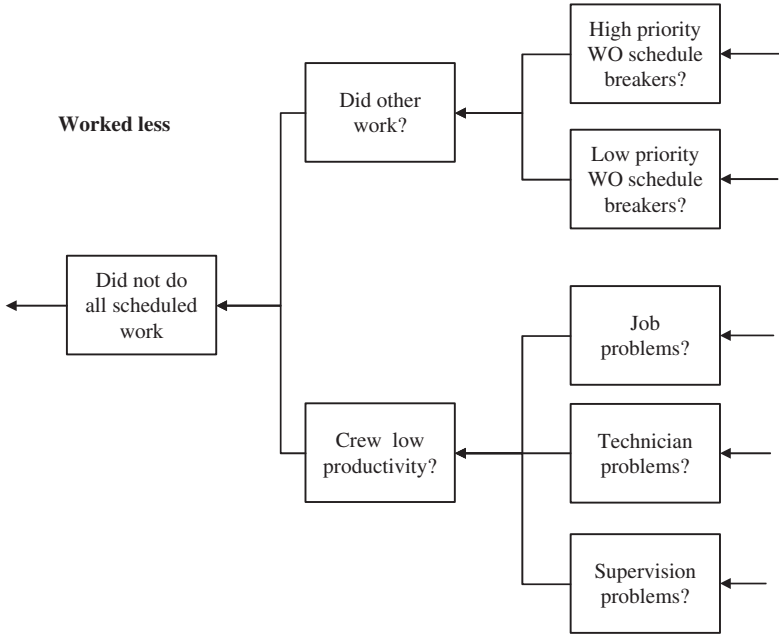 Worked less
Did not do
all scheduled
work
Did other
work?
Crew low
productivity?
High priority
WO schedule
breakers?
Low priority
WO schedule
breakers?
Job
problems?
Technician
problems?
Supervision
problems?